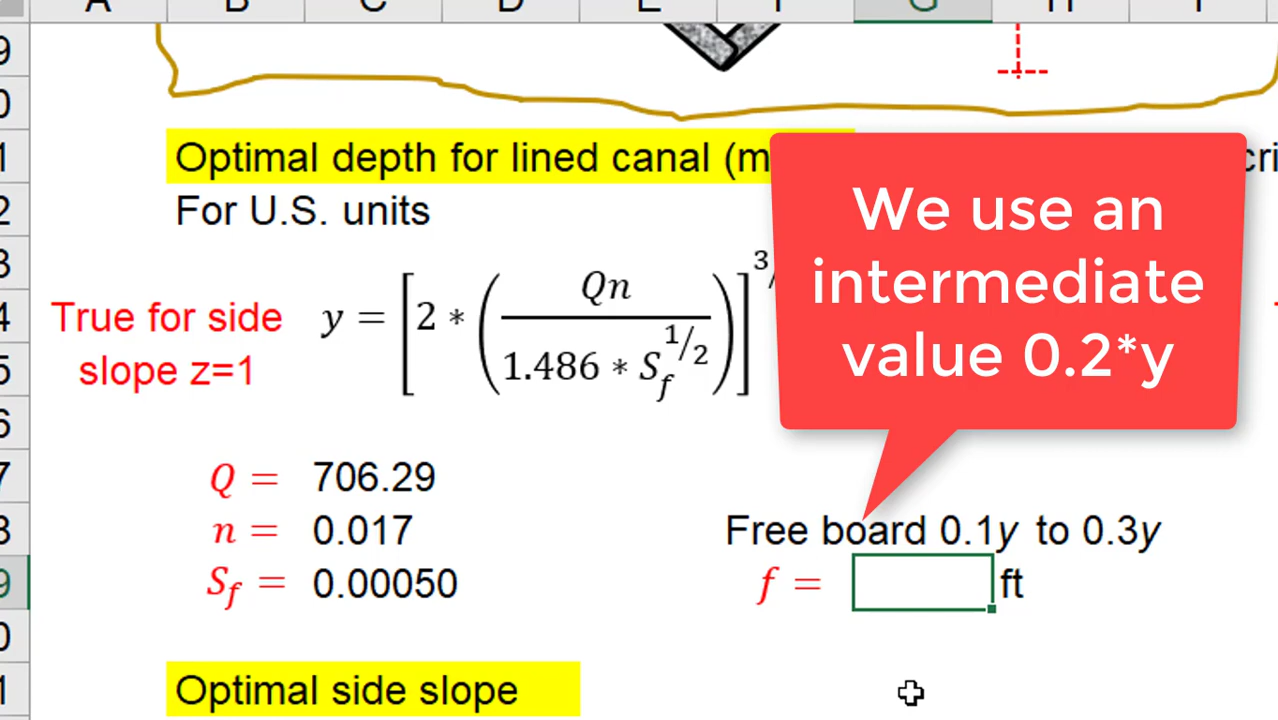 Optimal depth for lined canal (m
cri
For U.S. units
We use an
intermediate
value 0.2*y
True for side
slope z=1
y = [2 * (Qn / 1.486 * S_f^1/2)]^3/
Q = 706.29
n = 0.017
Free board 0.1y to 0.3y
S_f = 0.00050
f = ft
Optimal side slope